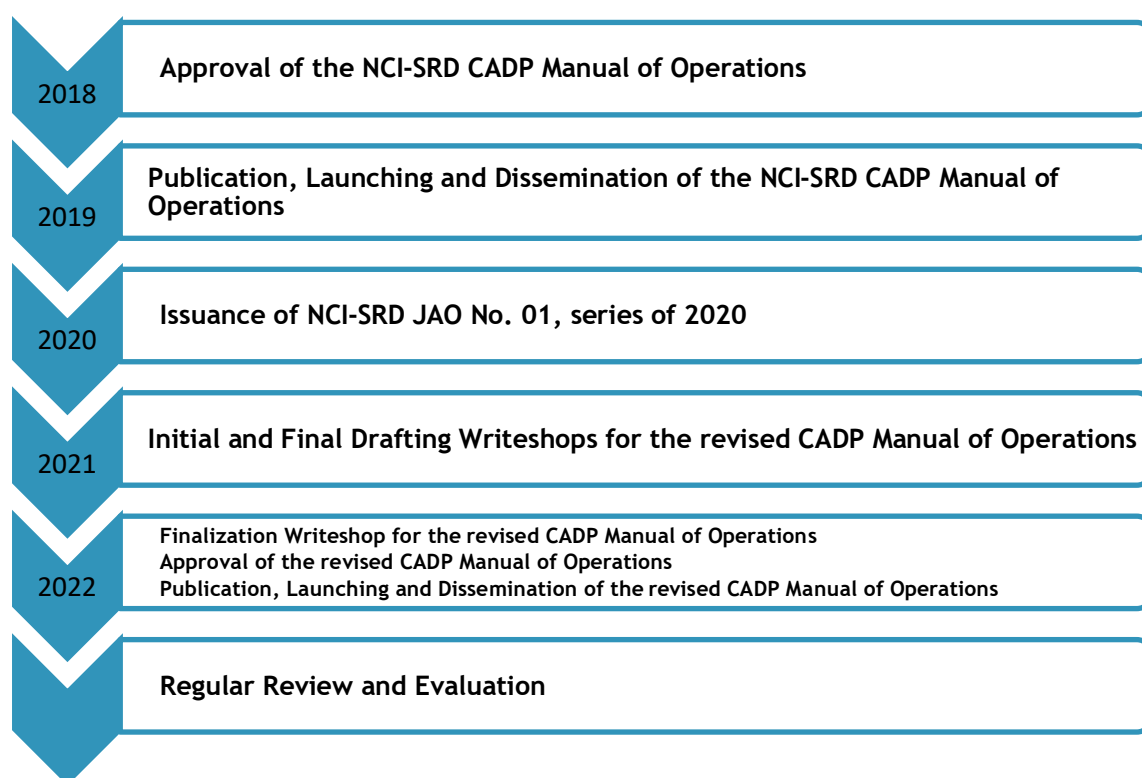 2018
Approval of the NCI-SRD CADP Manual of Operations
2019
Publication, Launching and Dissemination of the NCI-SRD CADP Manual of
Operations
2020
Issuance of NCI-SRD JAO No. 01, series of 2020
2021
Initial and Final Drafting Writeshops for the revised CADP Manual of Operations
2022
Finalization Writeshop for the revised CADP Manual of Operations
Approval of the revised CADP Manual of Operations
Publication, Launching and Dissemination of the revised CADP Manual of Operations
Regular Review and Evaluation